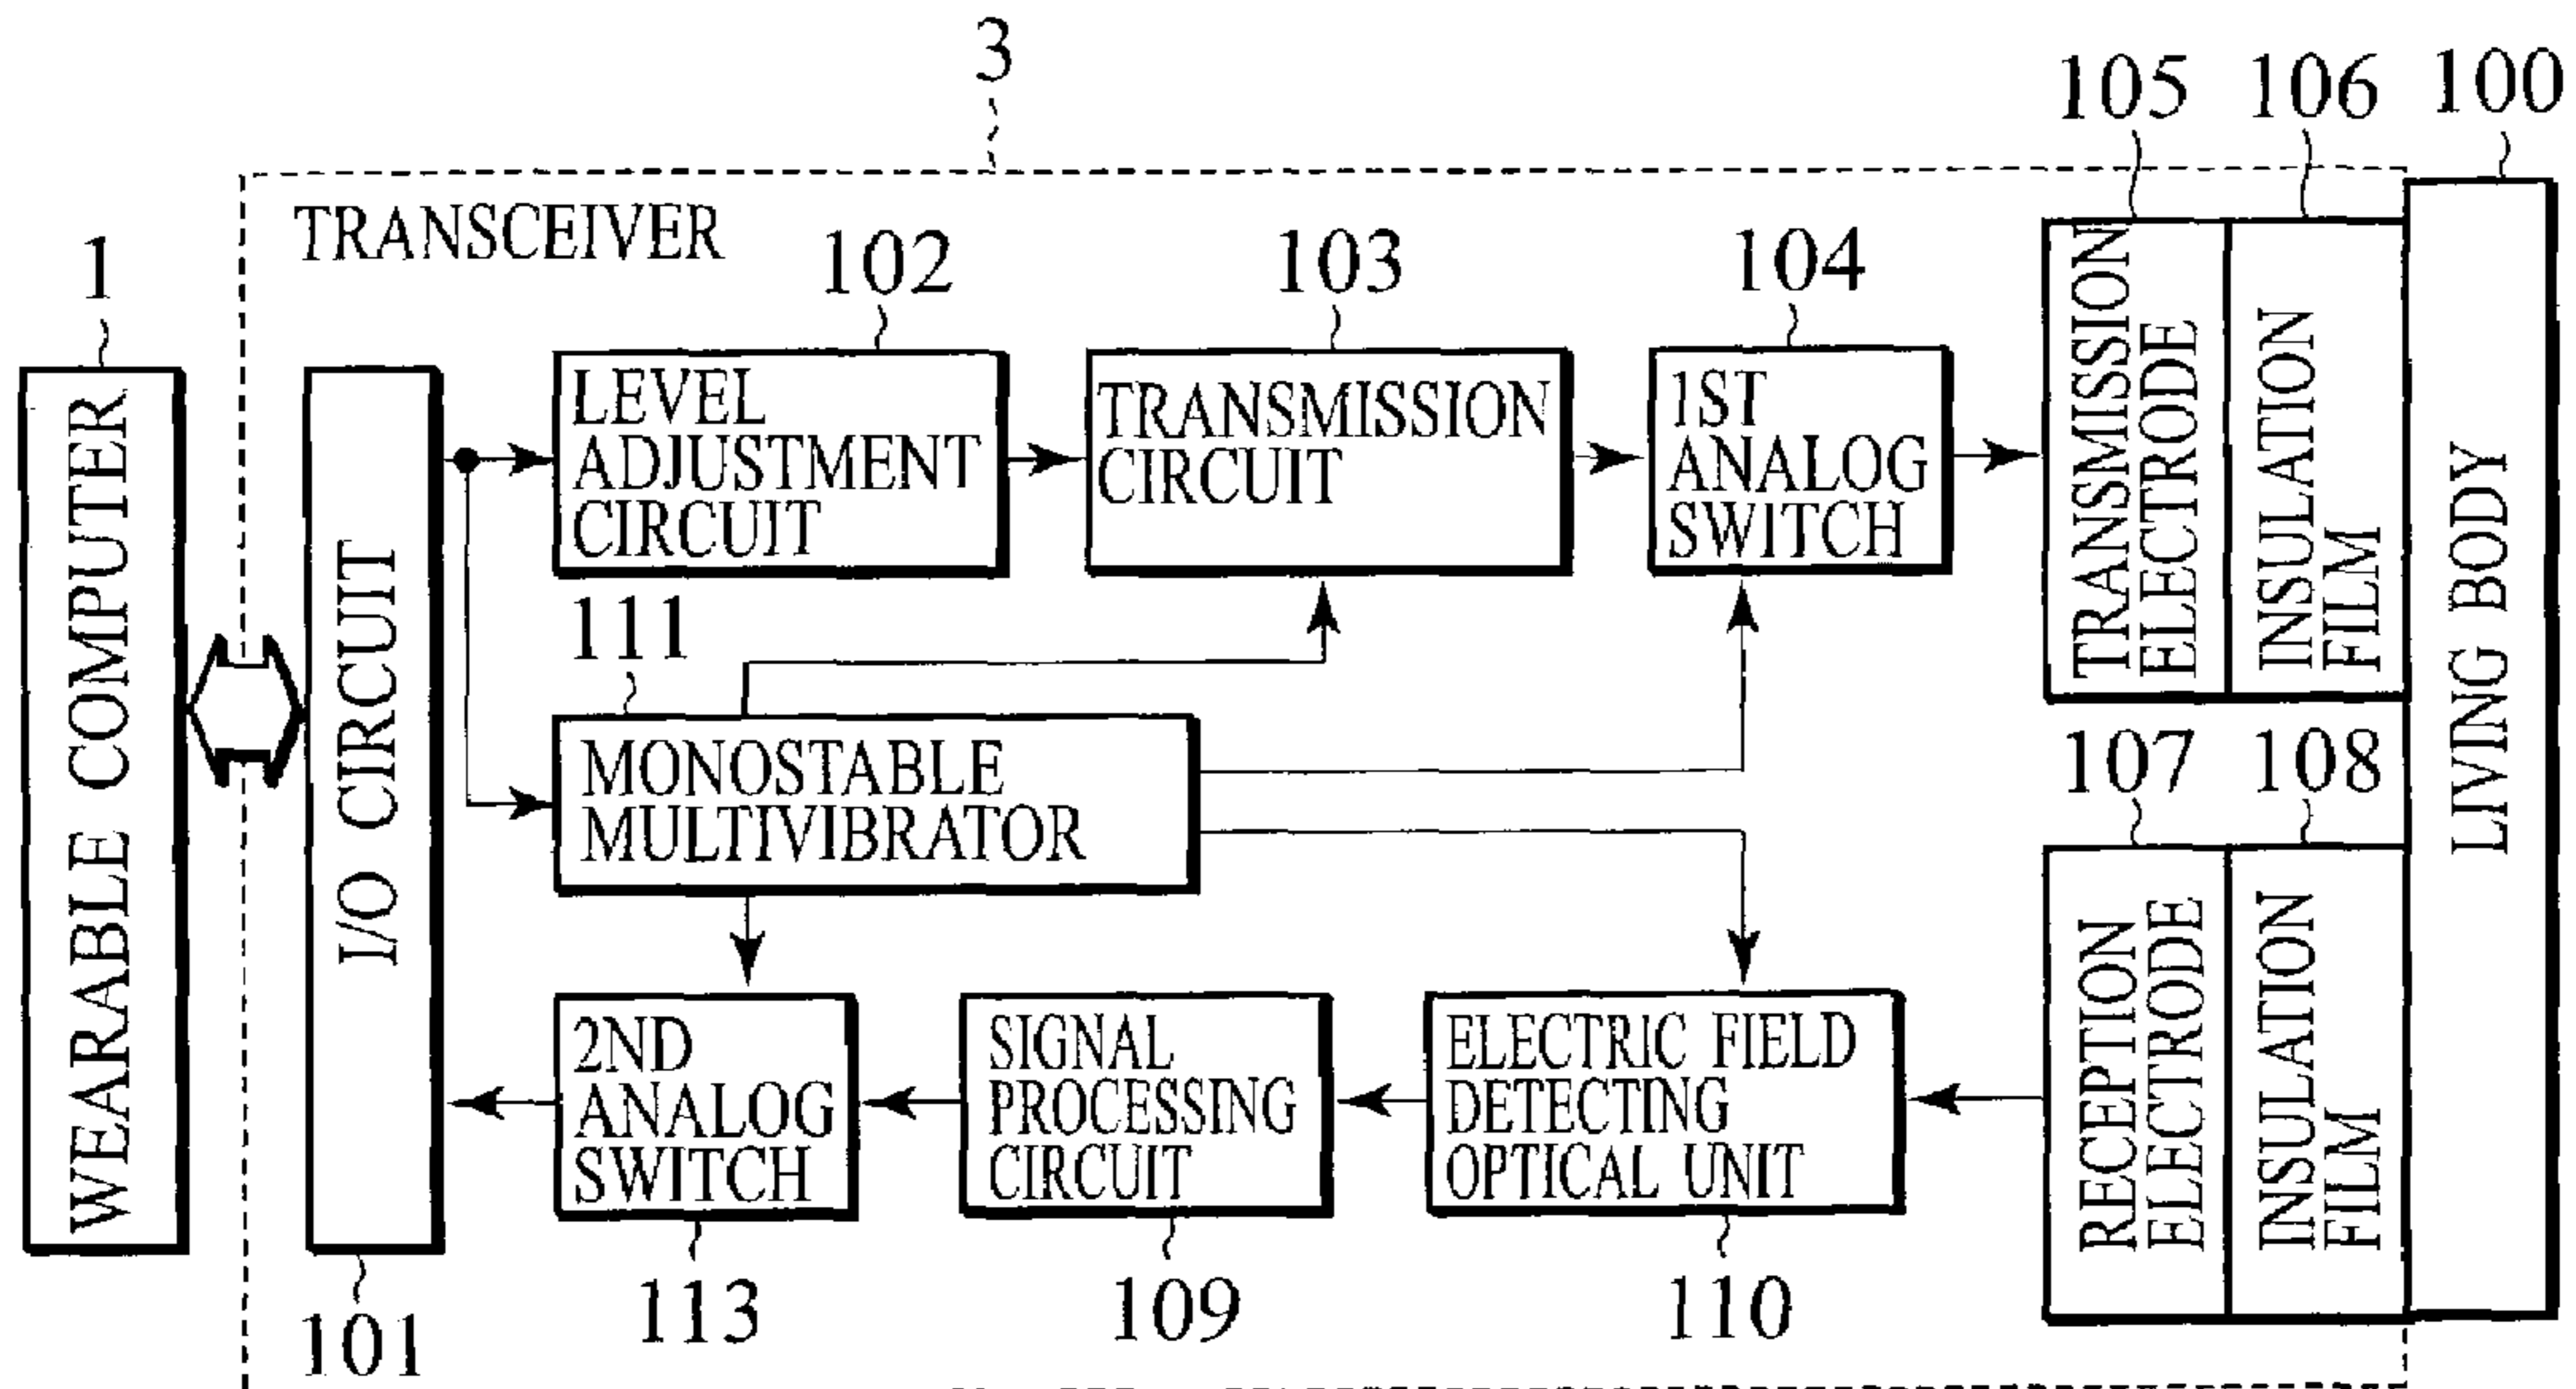 3
105
106
100
TRANSCEIVER
1
102
103
104
WEARABLE COMPUTER
I/O CIRCUIT
LEVEL
ADJUSTMENT
CIRCUIT
TRANSMISSION
CIRCUIT
1ST
ANALOG
SWITCH
TRANSMISSION
ELECTRODE
INSULATION
FILM
LIVING BODY
111
MONOSTABLE
MULTIVIBRATOR
107
108
2ND
ANALOG
SWITCH
SIGNAL
PROCESSING
CIRCUIT
ELECTRIC FIELD
DETECTING
OPTICAL UNIT
RECEPTION
ELECTRODE
INSULATION
FILM
101
113
109
110